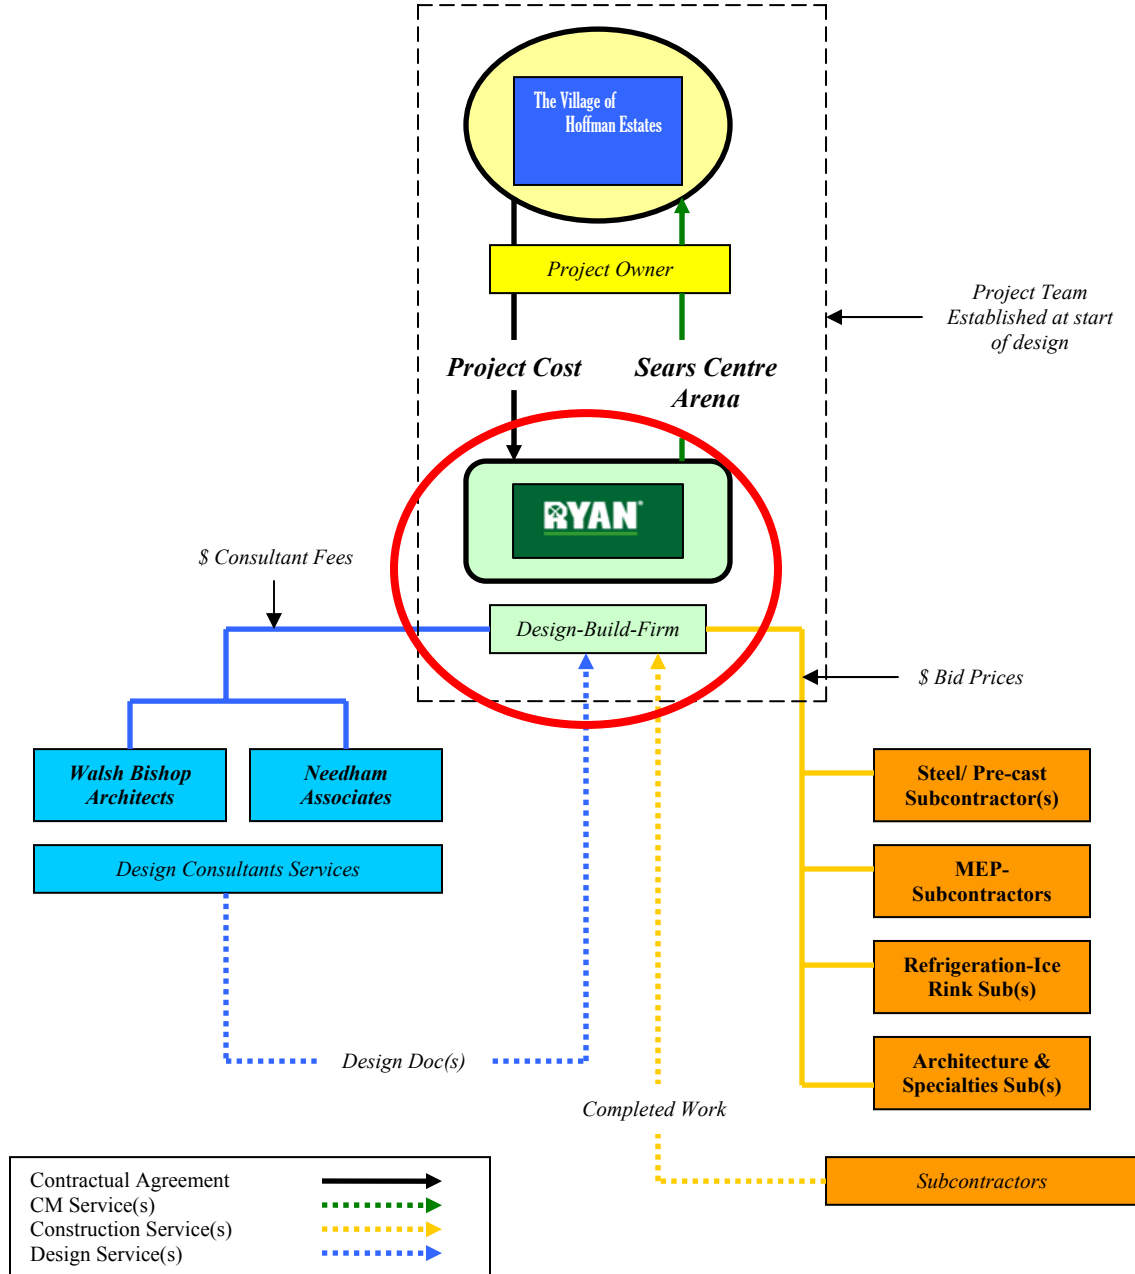 The Village of
Hoffman Estates
Project Owner
Project Team
Established at start
of design
Project Cost
Sears Centre
Arena
RYAN
$ Consultant Fees
Design-Build-Firm
$ Bid Prices
Walsh Bishop
Architects
Needham
Associates
Steel/ Pre-cast
Subcontractor(s)
Design Consultants Services
MEP-
Subcontractors
Refrigeration-Ice
Rink Sub(s)
Design Doc(s)
Architecture &
Specialties Sub(s)
Completed Work
Subcontractors
Contractual Agreement
CM Service(s)
Construction Service(s)
Design Service(s)